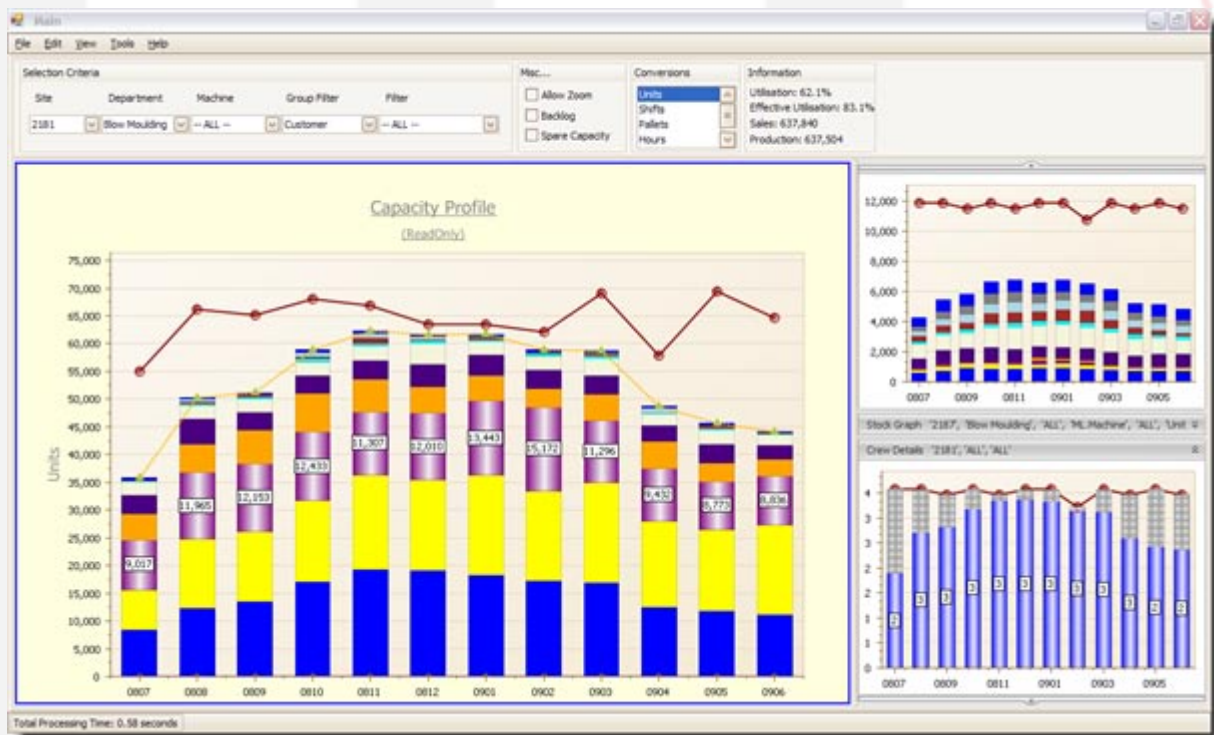 Main
File Edit View Tools Help
Selection Criteria
Site Department Machine Group Filter Filter
2181 Blow Moulding -- ALL -- Customer -- ALL --
Misc...
Allow Zoom
Backlog
Spare Capacity
Conversions
Units
Shifts
Pallets
Hours
Information
Utilisation: 62.1%
Effective Utilisation: 83.1%
Sales: 637,840
Production: 637,504
Capacity Profile
(ReadOnly)
Units
75,000
70,000
65,000
60,000
55,000
50,000
45,000
40,000
35,000
30,000
25,000
20,000
15,000
10,000
5,000
0
9,017 11,965 12,153 12,433 11,307 12,010 13,443 15,172 11,296 9,432 8,773 8,836
0807 0808 0809 0810 0811 0812 0901 0902 0903 0904 0905 0906
12,000
10,000
8,000
6,000
4,000
2,000
0
0807 0809 0811 0901 0903 0905
Stock Graph '2187', 'Blow Moulding', 'ALL', 'ML.Machine', 'ALL', 'Unit
Crew Details '2181','ALL','ALL'
4
3
3
2
2
1
1
0
2 3 3 3 3 3 3 3 3 3 2 2
0807 0809 0811 0901 0903 0905
Total Processing Time: 0.58 seconds